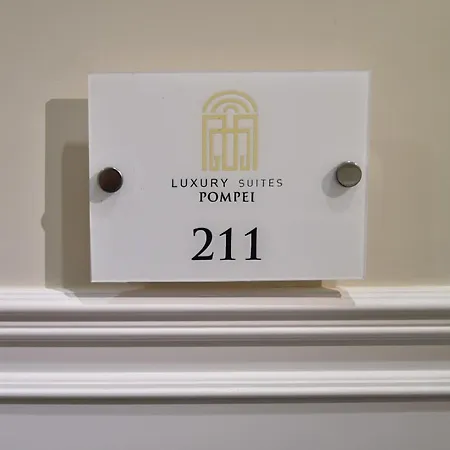 LUXURY SUITES
POMPEI
211